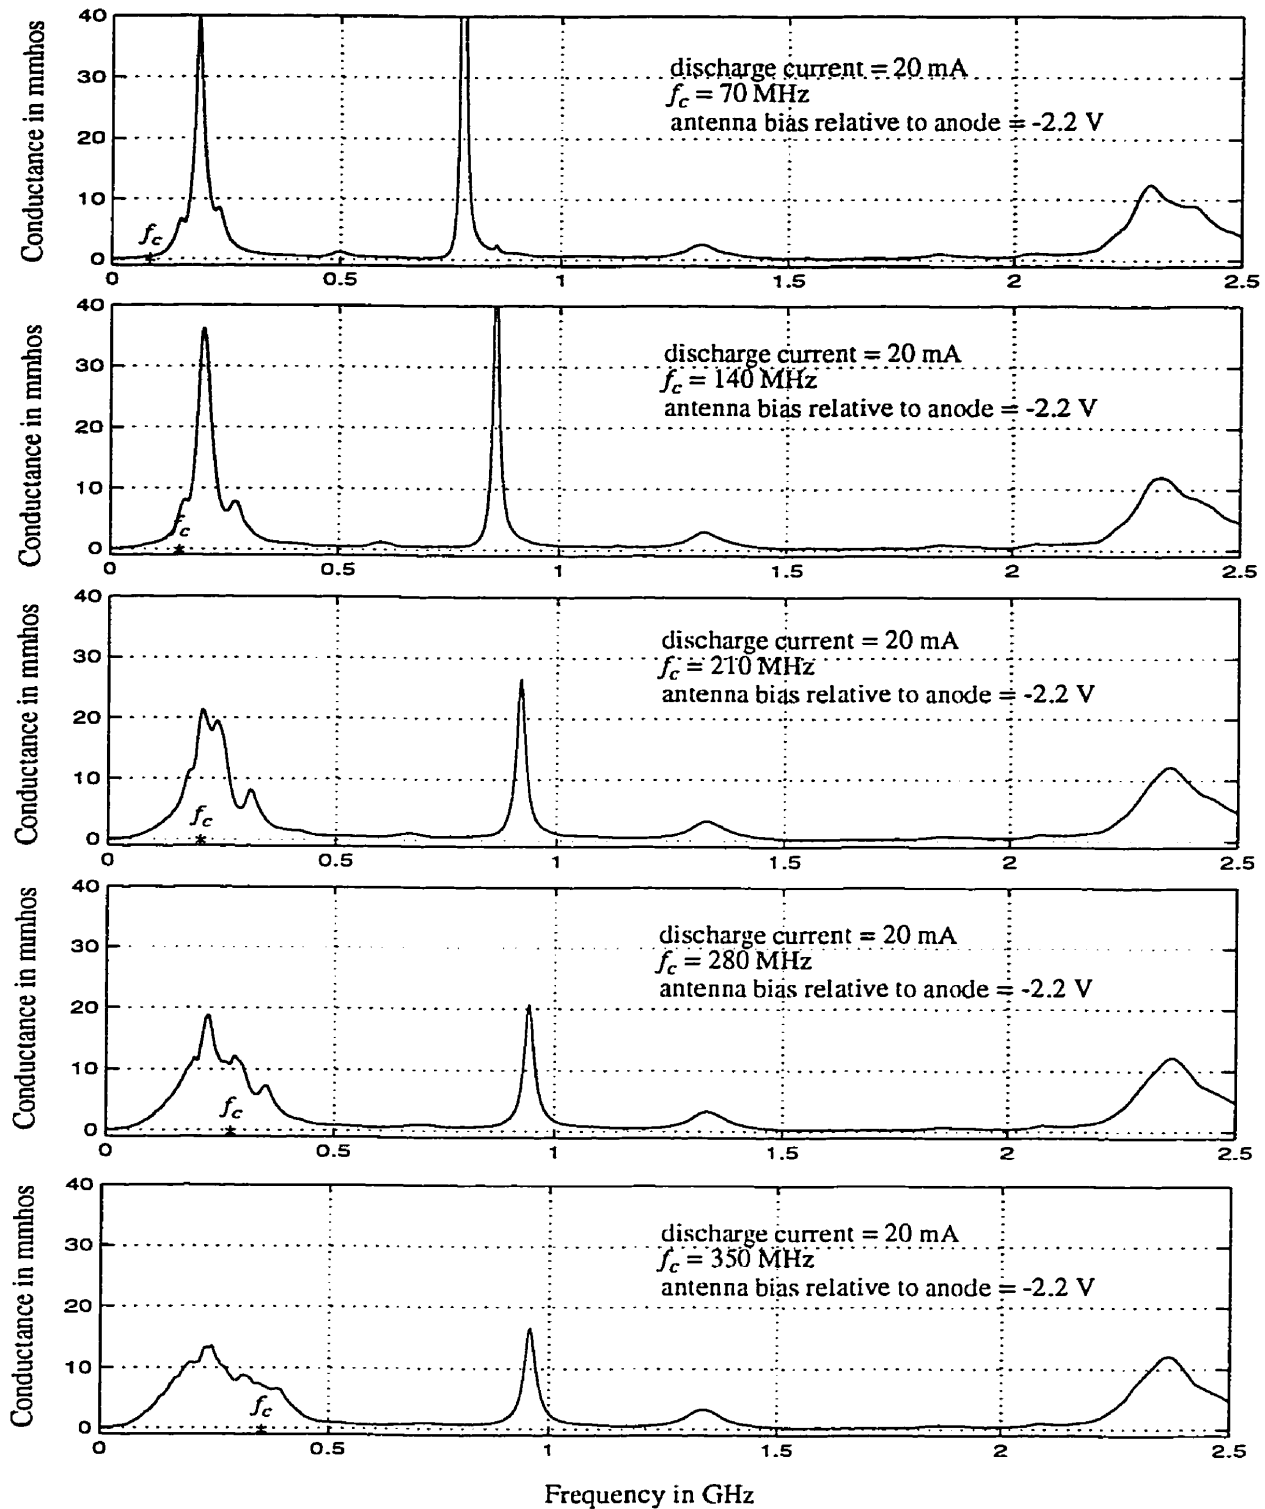 Conductance in mmhos
40
30
20
10
0
discharge current = 20 mA
fc = 70 MHz
antenna bias relative to anode = -2.2 V
fc
0 0.5 1 1.5 2 2.5
Conductance in mmhos
40
30
20
10
0
discharge current = 20 mA
fc = 140 MHz
antenna bias relative to anode = -2.2 V
fc
0 0.5 1 1.5 2 2.5
Conductance in mmhos
40
30
20
10
0
discharge current = 20 mA
fc = 210 MHz
antenna bias relative to anode = -2.2 V
fc
0 0.5 1 1.5 2 2.5
Conductance in mmhos
40
30
20
10
0
discharge current = 20 mA
fc = 280 MHz
antenna bias relative to anode = -2.2 V
fc
0 0.5 1 1.5 2 2.5
Conductance in mmhos
40
30
20
10
0
discharge current = 20 mA
fc = 350 MHz
antenna bias relative to anode = -2.2 V
fc
0 0.5 1 1.5 2 2.5
Frequency in GHz